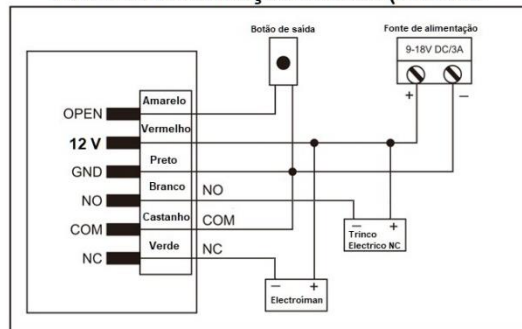 Botão de saída
Fonte de alimentação
9-18V DC/3A
+ −
OPEN Amarelo
12 V Vermelho
GND Preto
NO Branco NO
COM Castanho COM
NC Verde NC
− +
Trinco
Electrico NC
− +
Electroiman